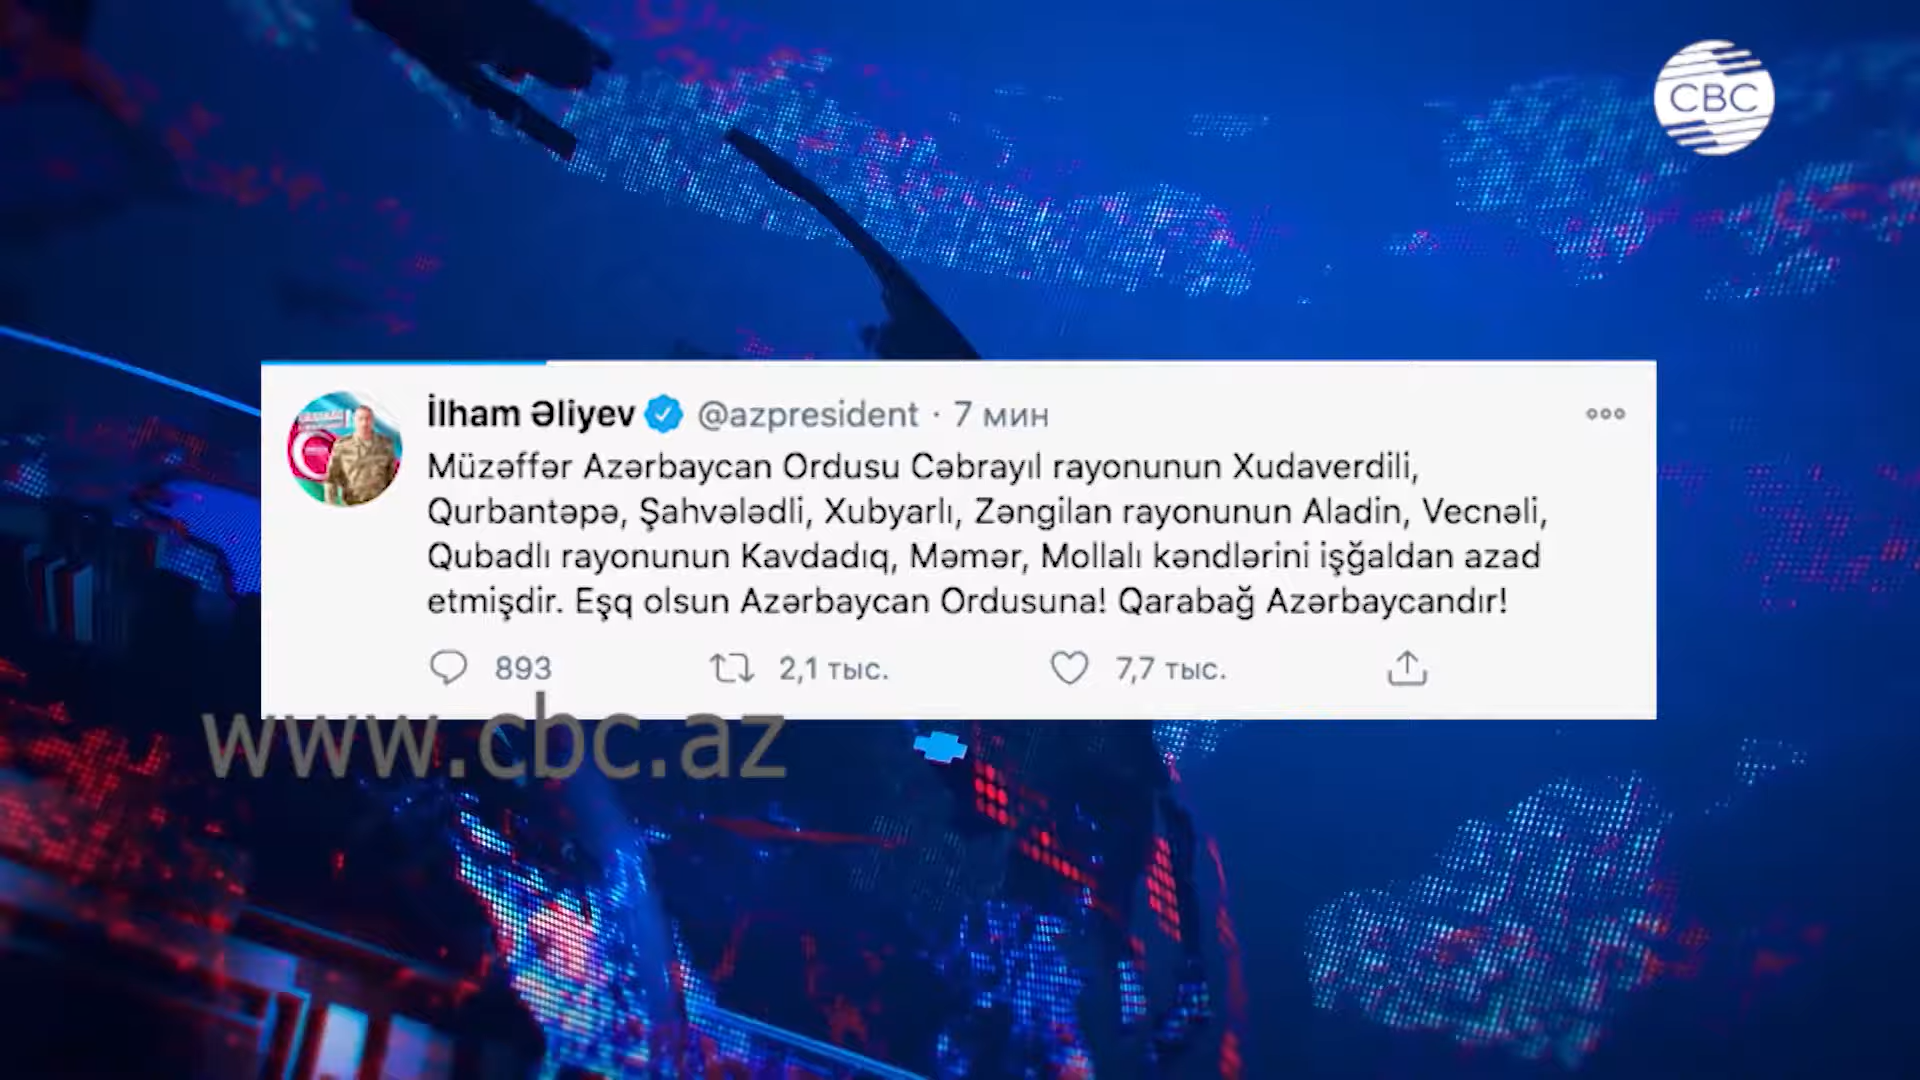 CBC
İlham Əliyev @azpresident · 7 мин
Müzəffər Azərbaycan Ordusu Cəbrayıl rayonunun Xudaverdili,
Qurbantəpə, Şahvələdli, Xubyarlı, Zəngilan rayonunun Aladin, Vecnəli,
Qubadlı rayonunun Kavdadıq, Məmər, Mollalı kəndlərini işğaldan azad
etmişdir. Eşq olsun Azərbaycan Ordusuna! Qarabağ Azərbaycandır!
893 2,1 тыс. 7,7 тыс.
www.cbc.az